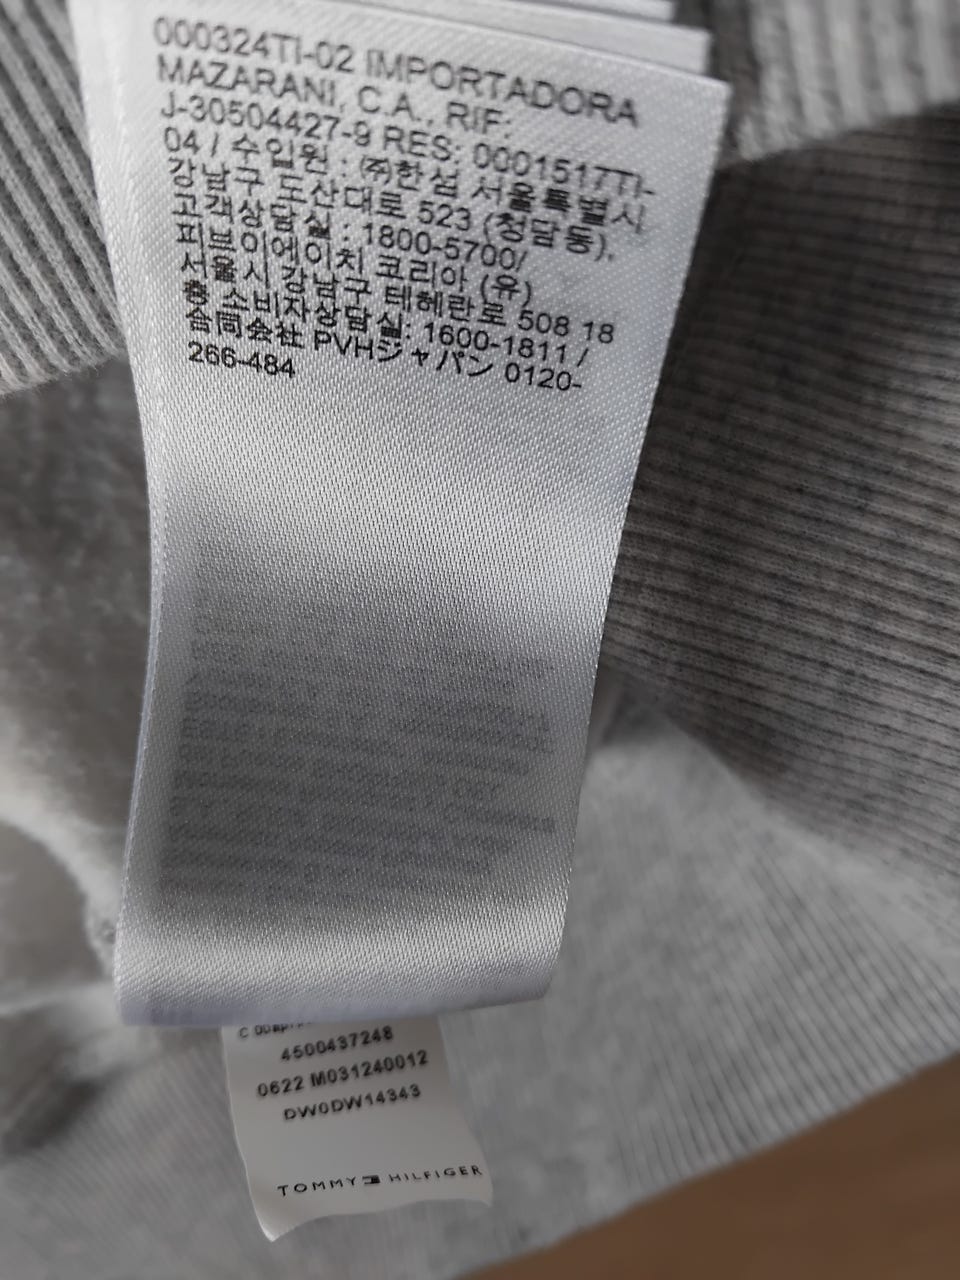 000324TI-02 IMPORTADORA
MAZARANI, C.A., RIF:
J-30504427-9 RES: 0001517TI-
04 / 수입원 : ㈜한섬 서울특별시
강남구 도산대로 523 (청담동),
고객상담실 : 1800-5700/
피브이에이치 코리아 (유)
서울시 강남구 테헤란로 508 18
층 소비자상담실: 1600-1811 /
合同会社 PVHジャパン 0120-
266-484
4500437248
0622 M031240012
DW0DW14343
TOMMY HILFIGER